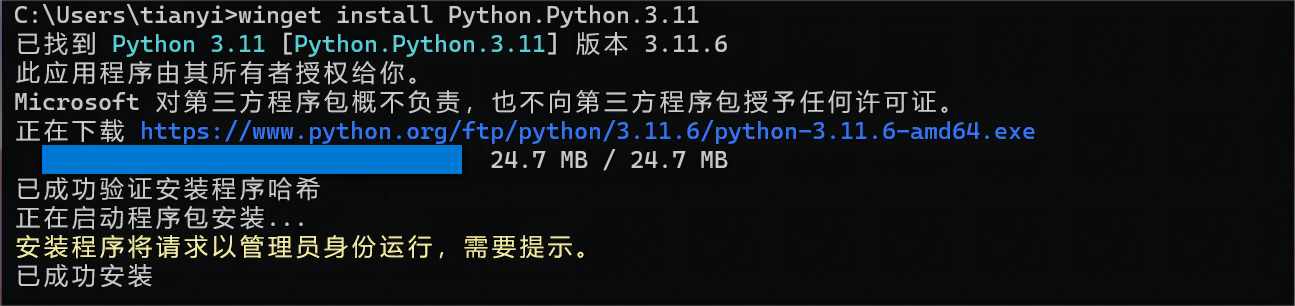 C:\Users\tianyi>winget install Python.Python.3.11
已找到 Python 3.11 [Python.Python.3.11] 版本 3.11.6
此应用程序由其所有者授权给你。
Microsoft 对第三方程序包概不负责，也不向第三方程序包授予任何许可证。
正在下载 https://www.python.org/ftp/python/3.11.6/python-3.11.6-amd64.exe
24.7 MB / 24.7 MB
已成功验证安装程序哈希
正在启动程序包安装...
安装程序将请求以管理员身份运行，需要提示。
已成功安装